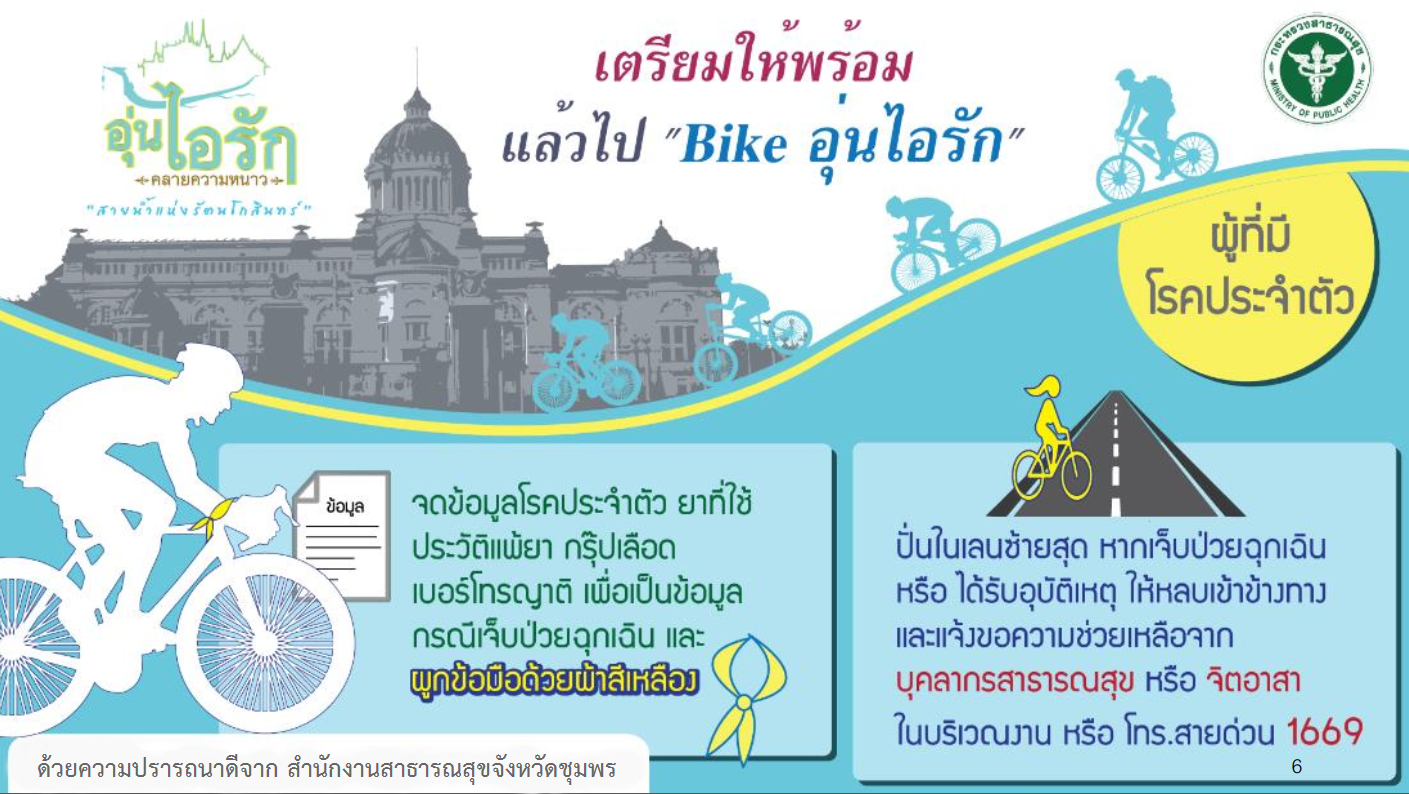 เตรียมให้พร้อม
แล้วไป "Bike อุ่นไอรัก"
อุ่นไอรัก
คลายความหนาว
"สายน้ำแห่งรัตนโกสินทร์"
กระทรวงสาธารณสุข
MINISTRY OF PUBLIC HEALTH
ผู้ที่มี
โรคประจำตัว
ข้อมูล
จดข้อมูลโรคประจำตัว ยาที่ใช้
ประวัติแพ้ยา กรุ๊ปเลือด
เบอร์โทรญาติ เพื่อเป็นข้อมูล
กรณีเจ็บป่วยฉุกเฉิน และ
ผูกข้อมือด้วยผ้าสีเหลือง
ปั่นในเลนซ้ายสุด หากเจ็บป่วยฉุกเฉิน
หรือ ได้รับอุบัติเหตุ ให้หลบเข้าข้างทาง
และแจ้งขอความช่วยเหลือจาก
บุคลากรสาธารณสุข หรือ จิตอาสา
ในบริเวณงาน หรือ โทร.สายด่วน 1669
ด้วยความปรารถนาดีจาก สำนักงานสาธารณสุขจังหวัดชุมพร
6